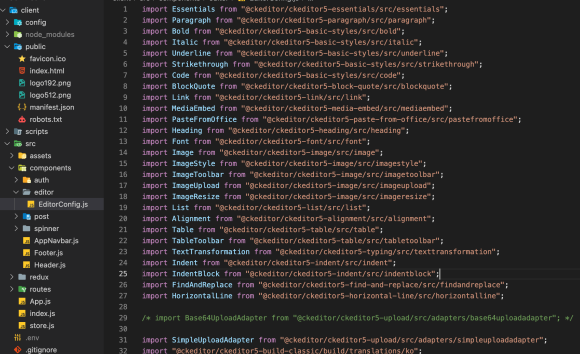 client
config
node_modules
public
favicon.ico
index.html
logo192.png
logo512.png
manifest.json
robots.txt
scripts
src
assets
components
auth
editor
EditorConfig.js
post
spinner
AppNavbar.js
Footer.js
Header.js
redux
routes
App.js
index.js
store.js
.env
.gitignore
1 import Essentials from "@ckeditor/ckeditor5-essentials/src/essentials";
2 import Paragraph from "@ckeditor/ckeditor5-paragraph/src/paragraph";
3 import Bold from "@ckeditor/ckeditor5-basic-styles/src/bold";
4 import Italic from "@ckeditor/ckeditor5-basic-styles/src/italic";
5 import Underline from "@ckeditor/ckeditor5-basic-styles/src/underline";
6 import Strikethrough from "@ckeditor/ckeditor5-basic-styles/src/strikethrough";
7 import Code from "@ckeditor/ckeditor5-basic-styles/src/code";
8 import BlockQuote from "@ckeditor/ckeditor5-block-quote/src/blockquote";
9 import Link from "@ckeditor/ckeditor5-link/src/link";
10 import MediaEmbed from "@ckeditor/ckeditor5-media-embed/src/mediaembed";
11 import PasteFromOffice from "@ckeditor/ckeditor5-paste-from-office/src/pastefromoffice";
12 import Heading from "@ckeditor/ckeditor5-heading/src/heading";
13 import Font from "@ckeditor/ckeditor5-font/src/font";
14 import Image from "@ckeditor/ckeditor5-image/src/image";
15 import ImageStyle from "@ckeditor/ckeditor5-image/src/imagestyle";
16 import ImageToolbar from "@ckeditor/ckeditor5-image/src/imagetoolbar";
17 import ImageUpload from "@ckeditor/ckeditor5-image/src/imageupload";
18 import ImageResize from "@ckeditor/ckeditor5-image/src/imageresize";
19 import List from "@ckeditor/ckeditor5-list/src/list";
20 import Alignment from "@ckeditor/ckeditor5-alignment/src/alignment";
21 import Table from "@ckeditor/ckeditor5-table/src/table";
22 import TableToolbar from "@ckeditor/ckeditor5-table/src/tabletoolbar";
23 import TextTransformation from "@ckeditor/ckeditor5-typing/src/texttransformation";
24 import Indent from "@ckeditor/ckeditor5-indent/src/indent";
25 import IndentBlock from "@ckeditor/ckeditor5-indent/src/indentblock";
26 import FindAndReplace from "@ckeditor/ckeditor5-find-and-replace/src/findandreplace";
27 import HorizontalLine from "@ckeditor/ckeditor5-horizontal-line/src/horizontalline";
28
29 /* import Base64UploadAdapter from "@ckeditor/ckeditor5-upload/src/adapters/base64uploadadapter"; */
30
31 import SimpleUploadAdapter from "@ckeditor/ckeditor5-upload/src/adapters/simpleuploadadapter";
32 import "@ckeditor/ckeditor5-build-classic/build/translations/ko";